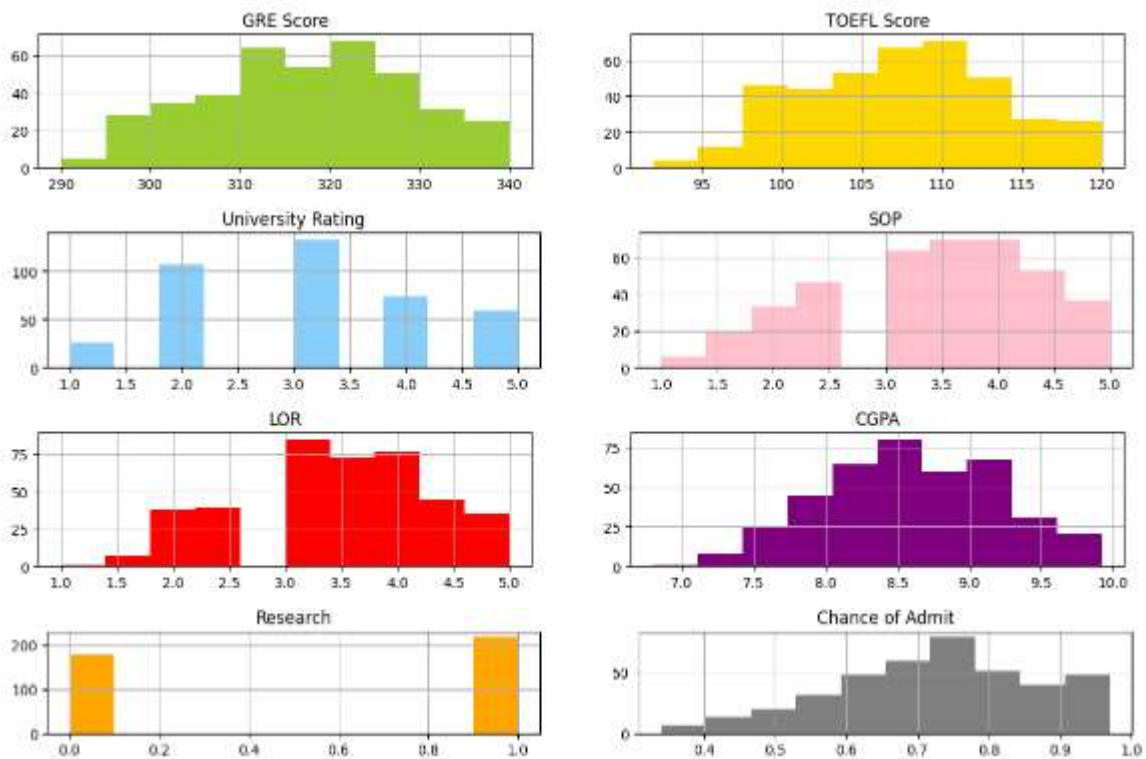 GRE Score
60
40
20
0
290 300 310 320 330 340
TOEFL Score
60
40
20
0
95 100 105 110 115 120
University Rating
100
50
0
1.0 1.5 2.0 2.5 3.0 3.5 4.0 4.5 5.0
SOP
60
40
20
0
1.0 1.5 2.0 2.5 3.0 3.5 4.0 4.5 5.0
LOR
75
50
25
0
1.0 1.5 2.0 2.5 3.0 3.5 4.0 4.5 5.0
CGPA
75
50
25
0
7.0 7.5 8.0 8.5 9.0 9.5 10.0
Research
200
100
0
0.0 0.2 0.4 0.6 0.8 1.0
Chance of Admit
50
0
0.4 0.5 0.6 0.7 0.8 0.9 1.0